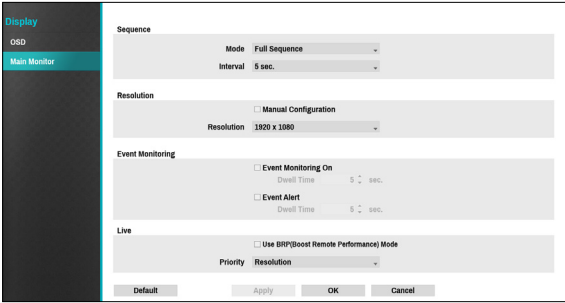 Display
OSD
Main Monitor
Sequence
Mode Full Sequence
Interval 5 sec.
Resolution
Manual Configuration
Resolution 1920 x 1080
Event Monitoring
Event Monitoring On
Dwell Time 5 sec.
Event Alert
Dwell Time 5 sec.
Live
Use BRP(Boost Remote Performance) Mode
Priority Resolution
Default Apply OK Cancel